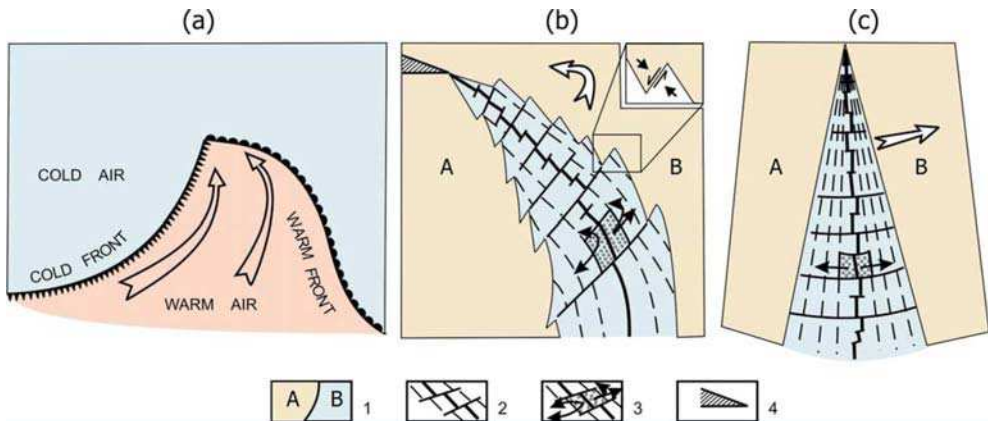 (a)
(b)
(c)
COLD AIR
COLD FRONT
WARM FRONT
WARM AIR
A
B
A
B
A B 1
2
3
4